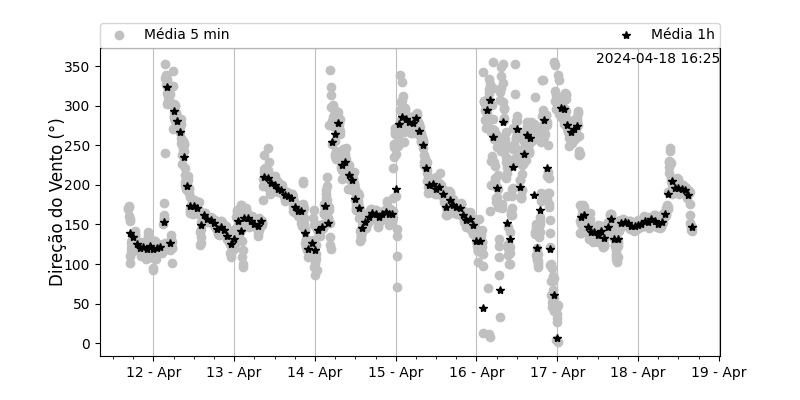 Média 5 min
Média 1h
2024-04-18 16:25
Direção do Vento (°)
350
300
250
200
150
100
50
0
12 - Apr
13 - Apr
14 - Apr
15 - Apr
16 - Apr
17 - Apr
18 - Apr
19 - Apr